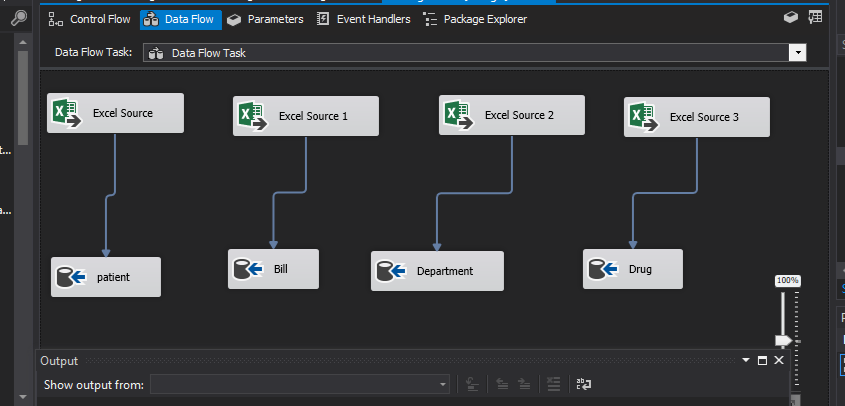 Control Flow
Data Flow
Parameters
Event Handlers
Package Explorer
Data Flow Task:
Data Flow Task
Excel Source
Excel Source 1
Excel Source 2
Excel Source 3
patient
Bill
Department
Drug
100%
Output
Show output from: